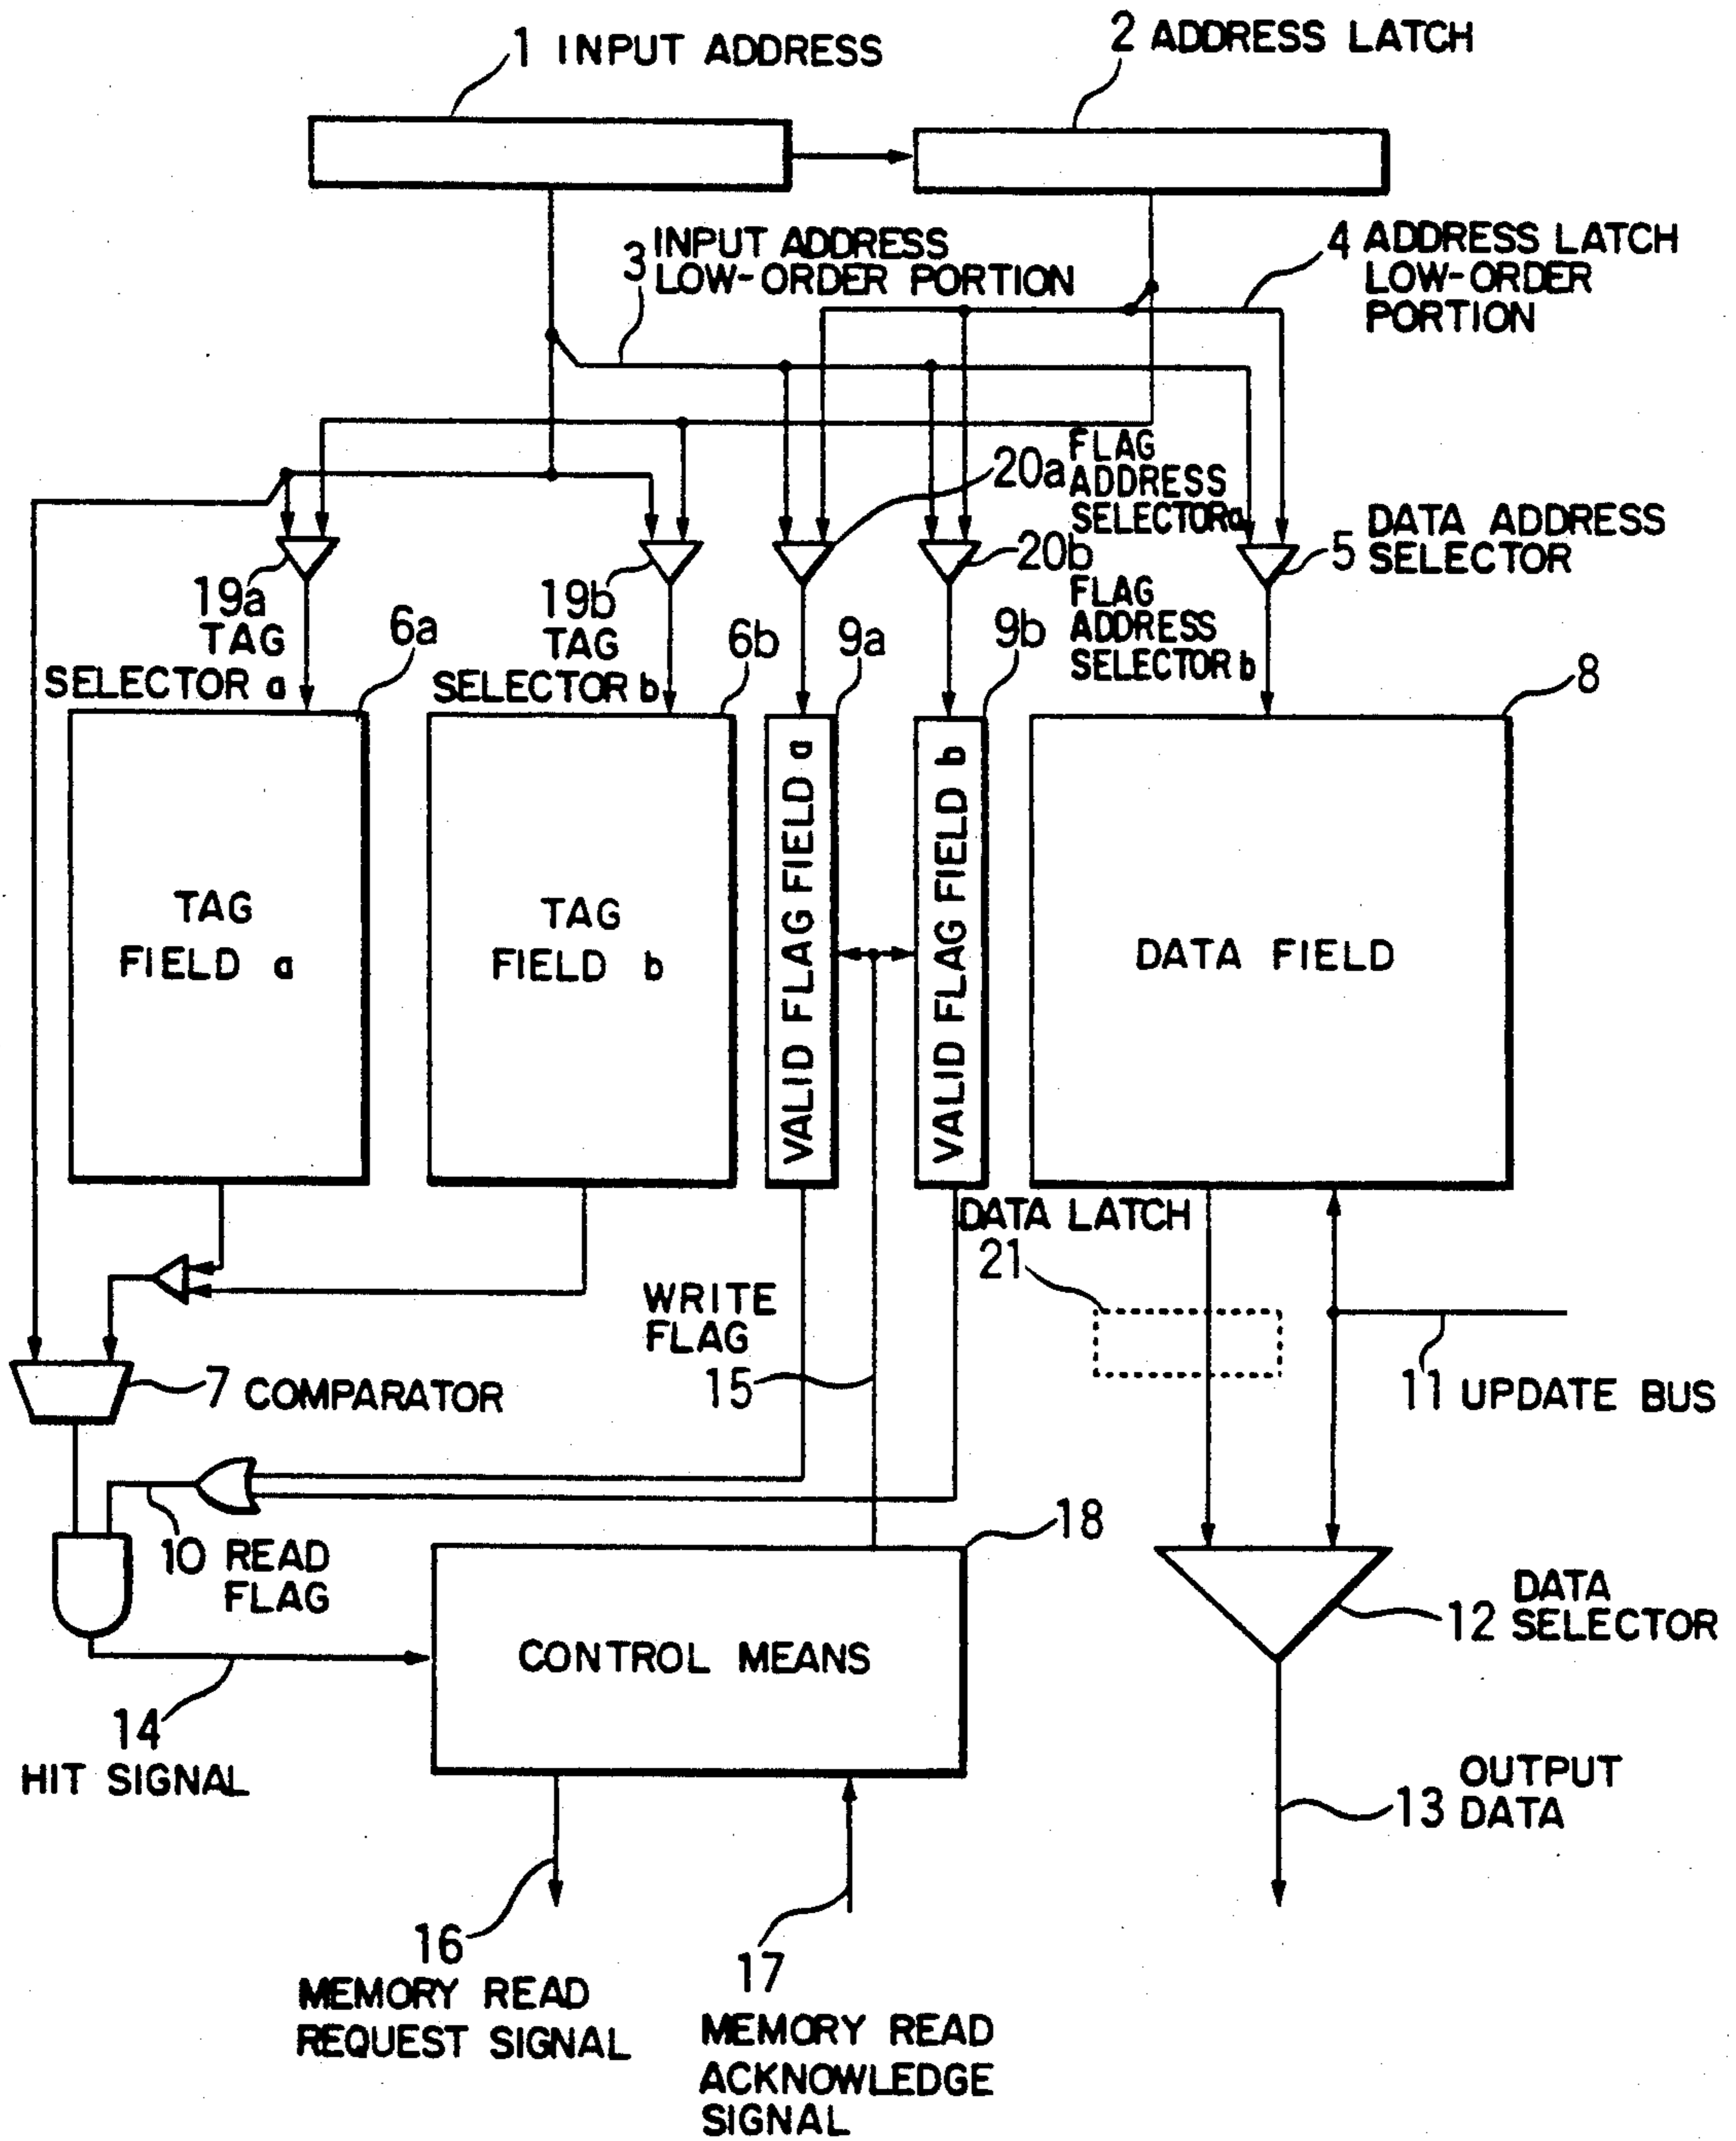 1 INPUT ADDRESS
2 ADDRESS LATCH
3 INPUT ADDRESS
LOW-ORDER PORTION
4 ADDRESS LATCH
LOW-ORDER
PORTION
20a FLAG
ADDRESS
SELECTOR a
5 DATA ADDRESS
SELECTOR
19a
TAG
SELECTOR a
6a
19b
TAG
SELECTOR b
6b
9a
20b
FLAG
ADDRESS
SELECTOR b
9b
8
TAG
FIELD a
TAG
FIELD b
VALID FLAG FIELD a
VALID FLAG FIELD b
DATA FIELD
DATA LATCH
21
WRITE
FLAG
15
11 UPDATE BUS
7 COMPARATOR
10 READ
FLAG
18
CONTROL MEANS
12 DATA
SELECTOR
14
HIT SIGNAL
13 OUTPUT
DATA
16
MEMORY READ
REQUEST SIGNAL
17
MEMORY READ
ACKNOWLEDGE
SIGNAL